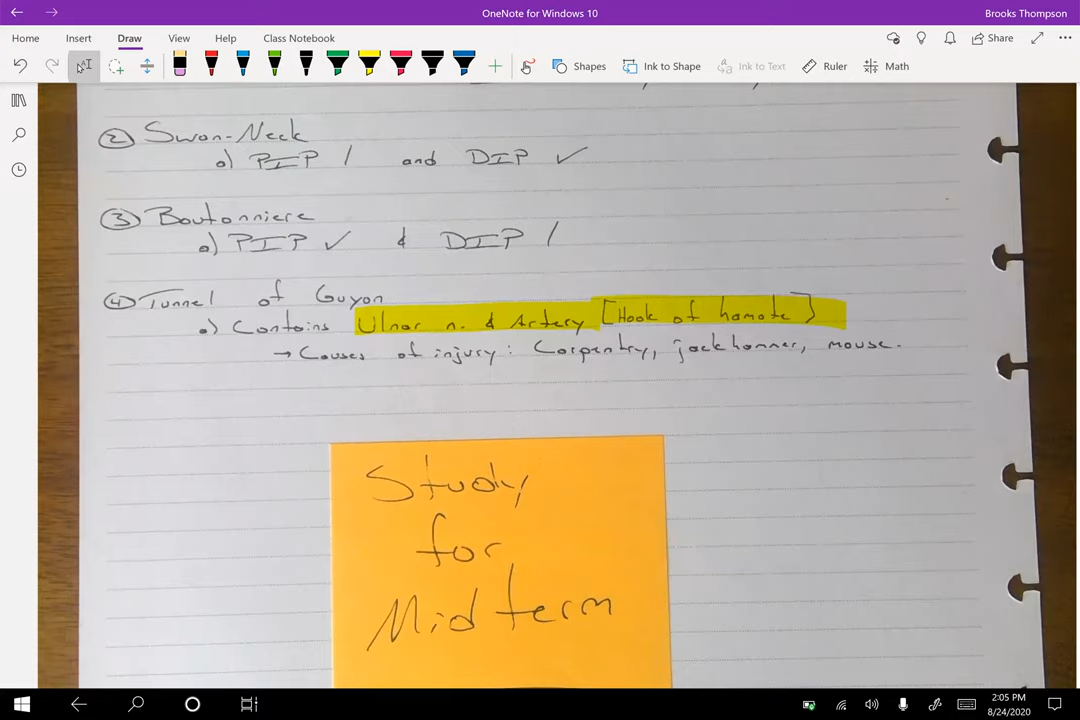 OneNote for Windows 10
Brooks Thompson
Home Insert Draw View Help Class Notebook
Share
Shapes Ink to Shape Ink to Text Ruler Math
② Swan-Neck
a) PIP / and DIP ✓
③ Boutonniere
a) PIP ✓ & DIP /
④ Tunnel of Guyon
a) Contains Ulnar n. & Artery [Hook of hamate]
→ Causes of injury: Carpentry, jackhammer, mouse.
Study
for
Midterm
2:05 PM
8/24/2020